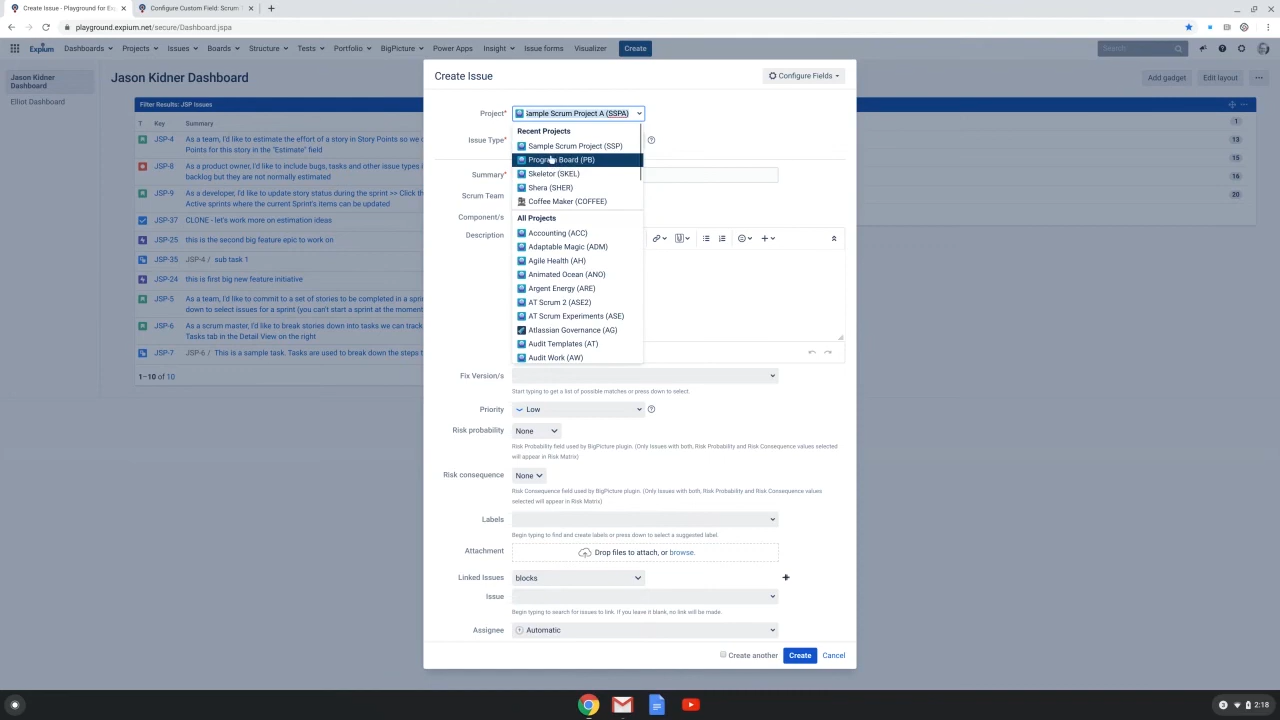 Create Issue - Playground for Ex
Configure Custom Field: Scrum T
playground.expium.net/secure/Dashboard.jspa
Expium Dashboards Projects Issues Boards Structure Tests Portfolio BigPicture Power Apps Insight Issue forms Visualizer Create Search
Jason Kidner Dashboard
Elliot Dashboard
Jason Kidner Dashboard
Add gadget Edit layout
Filter Results: JSP Issues
T Key Summary
JSP-4 As a team, I'd like to estimate the effort of a story in Story Points so we c
Points for this story in the "Estimate" field
JSP-8 As a product owner, I'd like to include bugs, tasks and other issue types i
backlog but they are not normally estimated
JSP-9 As a developer, I'd like to update story status during the sprint >> Click th
Active sprints where the current Sprint's items can be updated
JSP-37 CLONE - let's work more on estimation ideas
JSP-25 this is the second big feature epic to work on
JSP-35 JSP-4 / sub task 1
JSP-24 this is first big new feature initiative
JSP-5 As a team, I'd like to commit to a set of stories to be completed in a sprin
down to select issues for a sprint (you can't start a sprint at the moment
JSP-6 As a scrum master, I'd like to break stories down into tasks we can track
Tasks tab in the Detail View on the right
JSP-7 JSP-6 / This is a sample task. Tasks are used to break down the steps t
1–10 of 10
1
13
15
16
20
Create Issue
Configure Fields
Project* Sample Scrum Project A (SSPA)
Recent Projects
Sample Scrum Project (SSP)
Program Board (PB)
Skeletor (SKEL)
Shera (SHER)
Coffee Maker (COFFEE)
All Projects
Accounting (ACC)
Adaptable Magic (ADM)
Agile Health (AH)
Animated Ocean (ANO)
Argent Energy (ARE)
AT Scrum 2 (ASE2)
AT Scrum Experiments (ASE)
Atlassian Governance (AG)
Audit Templates (AT)
Audit Work (AW)
Issue Type*
Summary*
Scrum Team
Component/s
Description
Fix Version/s
Start typing to get a list of possible matches or press down to select.
Priority Low
Risk probability None
Risk Probability field used by BigPicture plugin. (Only Issues with both, Risk Probability and Risk Consequence values selected
will appear in Risk Matrix)
Risk consequence None
Risk Consequence field used by BigPicture plugin. (Only Issues with both, Risk Probability and Risk Consequence values
selected will appear in Risk Matrix)
Labels
Begin typing to find and create labels or press down to select a suggested label.
Attachment Drop files to attach, or browse.
Linked Issues blocks
Issue
Begin typing to search for issues to link. If you leave it blank, no link will be made.
Assignee Automatic
Create another Create Cancel
3 2:18